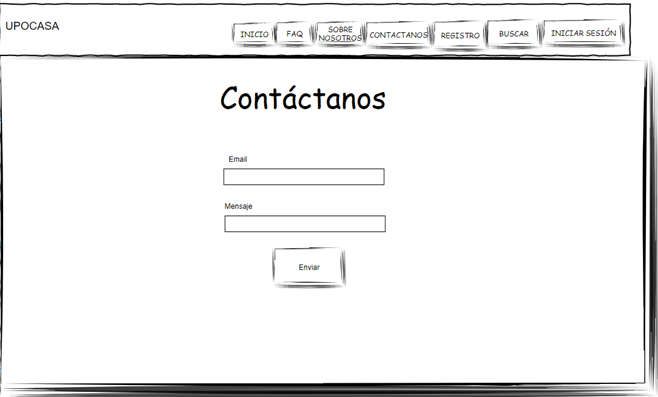 UPOCASA
INICIO
FAQ
SOBRE
NOSOTROS
CONTACTANOS
REGISTRO
BUSCAR
INICIAR SESIÓN
Contáctanos
Email
Mensaje
Enviar